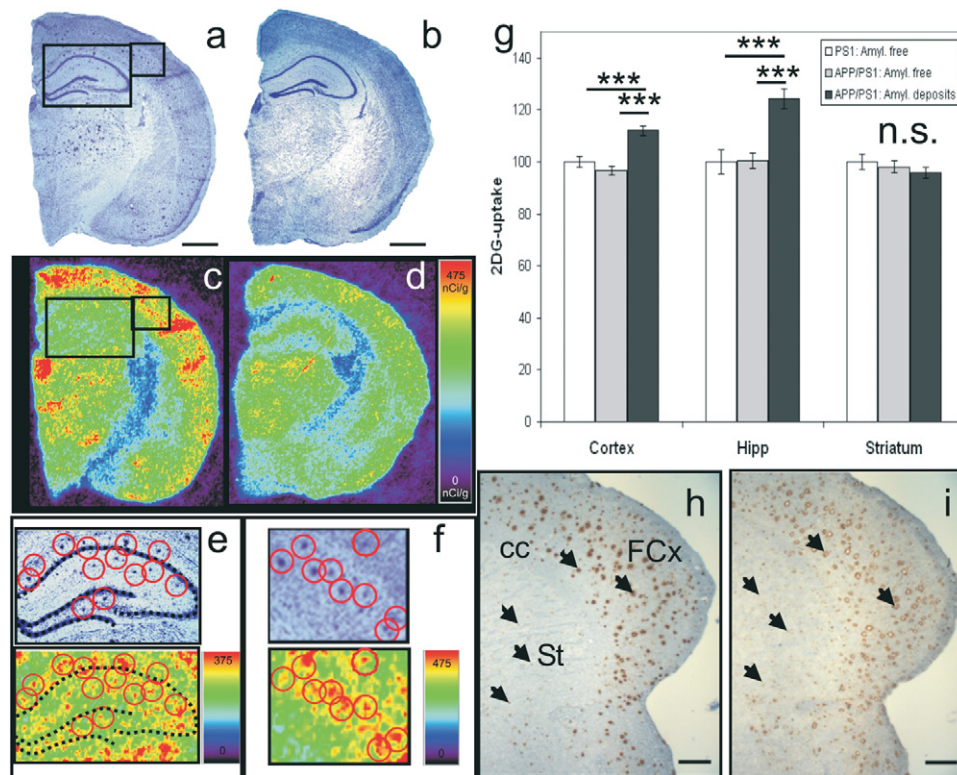 a
b
g
140
120
100
80
60
40
20
0
2DG-uptake
***
***
***
***
n.s.
PS1: Amyl. free
APP/PS1: Amyl. free
APP/PS1: Amyl. deposits
Cortex
Hipp
Striatum
c
d
475
nCi/g
0
nCi/g
e
375
0
f
475
0
h
cc
FCx
St
i